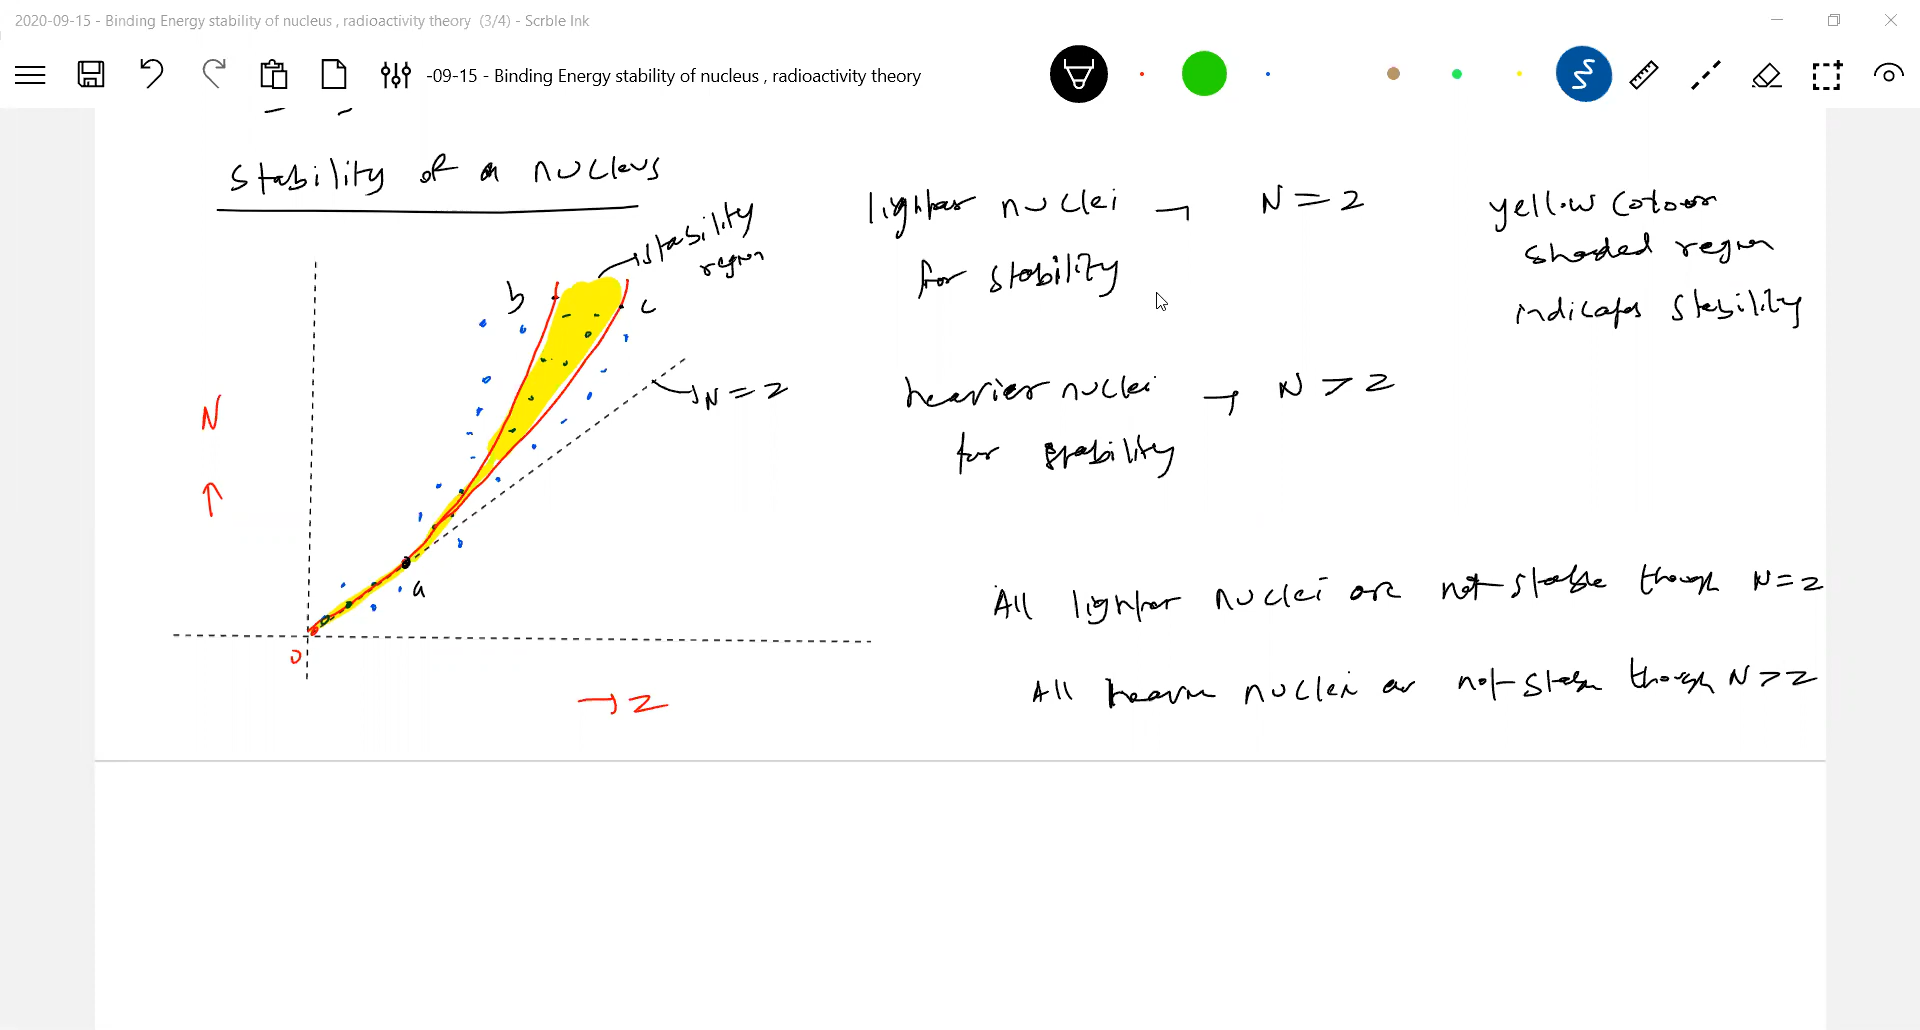 2020-09-15 - Binding Energy stability of nucleus , radioactivity theory (3/4) - Scrble Ink
-09-15 - Binding Energy stability of nucleus , radioactivity theory
Stability of a nucleus
stability
region
b
c
N = Z
N
↑
a
O
→ Z
lighter nuclei → N = Z
for stability
heavier nuclei → N > Z
for stability
yellow colour
shaded region
indicates stability
All lighter nuclei are not stable though N = Z
All heavier nuclei are not stable though N > Z